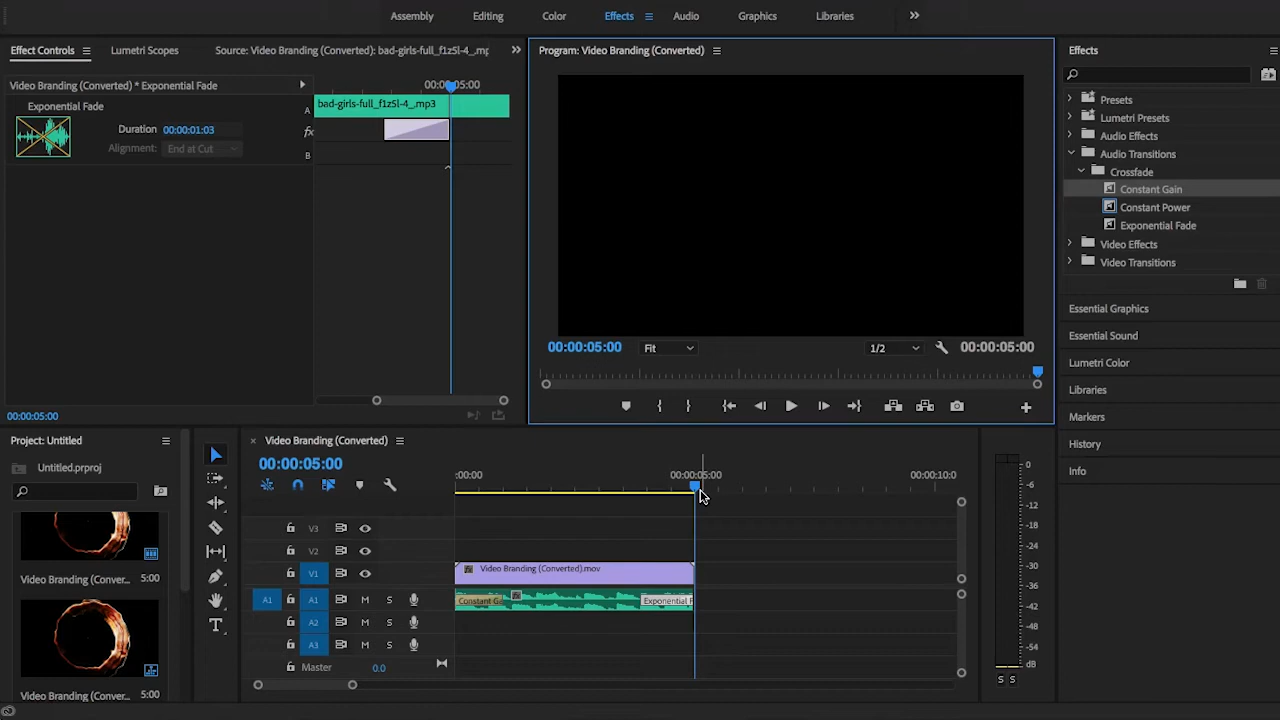 Assembly Editing Color Effects Audio Graphics Libraries
Effect Controls Lumetri Scopes Source: Video Branding (Converted): bad-girls-full_f1z5l-4_.mp
Program: Video Branding (Converted)
Effects
Video Branding (Converted) * Exponential Fade
00:00:05:00
Exponential Fade
A
bad-girls-full_f1z5l-4_.mp3
Duration 00:00:01:03
fx
Alignment: End at Cut
B
00:00:05:00
Presets
Lumetri Presets
Audio Effects
Audio Transitions
Crossfade
Constant Gain
Constant Power
Exponential Fade
Video Effects
Video Transitions
Essential Graphics
Essential Sound
Lumetri Color
Libraries
Markers
History
Info
00:00:05:00 Fit 1/2 00:00:05:00
Project: Untitled
Untitled.prproj
Video Branding (Conver... 5:00
Video Branding (Conver... 5:00
Video Branding (Converted)
00:00:05:00
:00:00 00:00:05:00 00:00:10:0
V3
V2
V1 Video Branding (Converted).mov
A1 A1 M S Constant Ga Exponential F
A2 M S
A3 M S
Master 0.0
0
-6
-12
-18
-24
-30
-36
-42
-48
-54
dB
S S